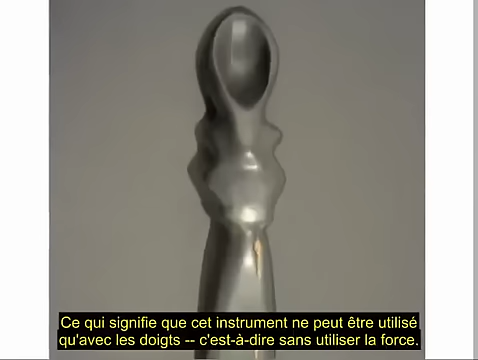 Ce qui signifie que cet instrument ne peut être utilisé
qu'avec les doigts -- c'est-à-dire sans utiliser la force.